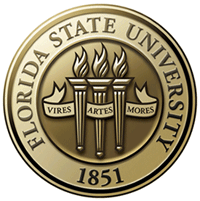 FLORIDA STATE UNIVERSITY
VIRES ARTES MORES
1851